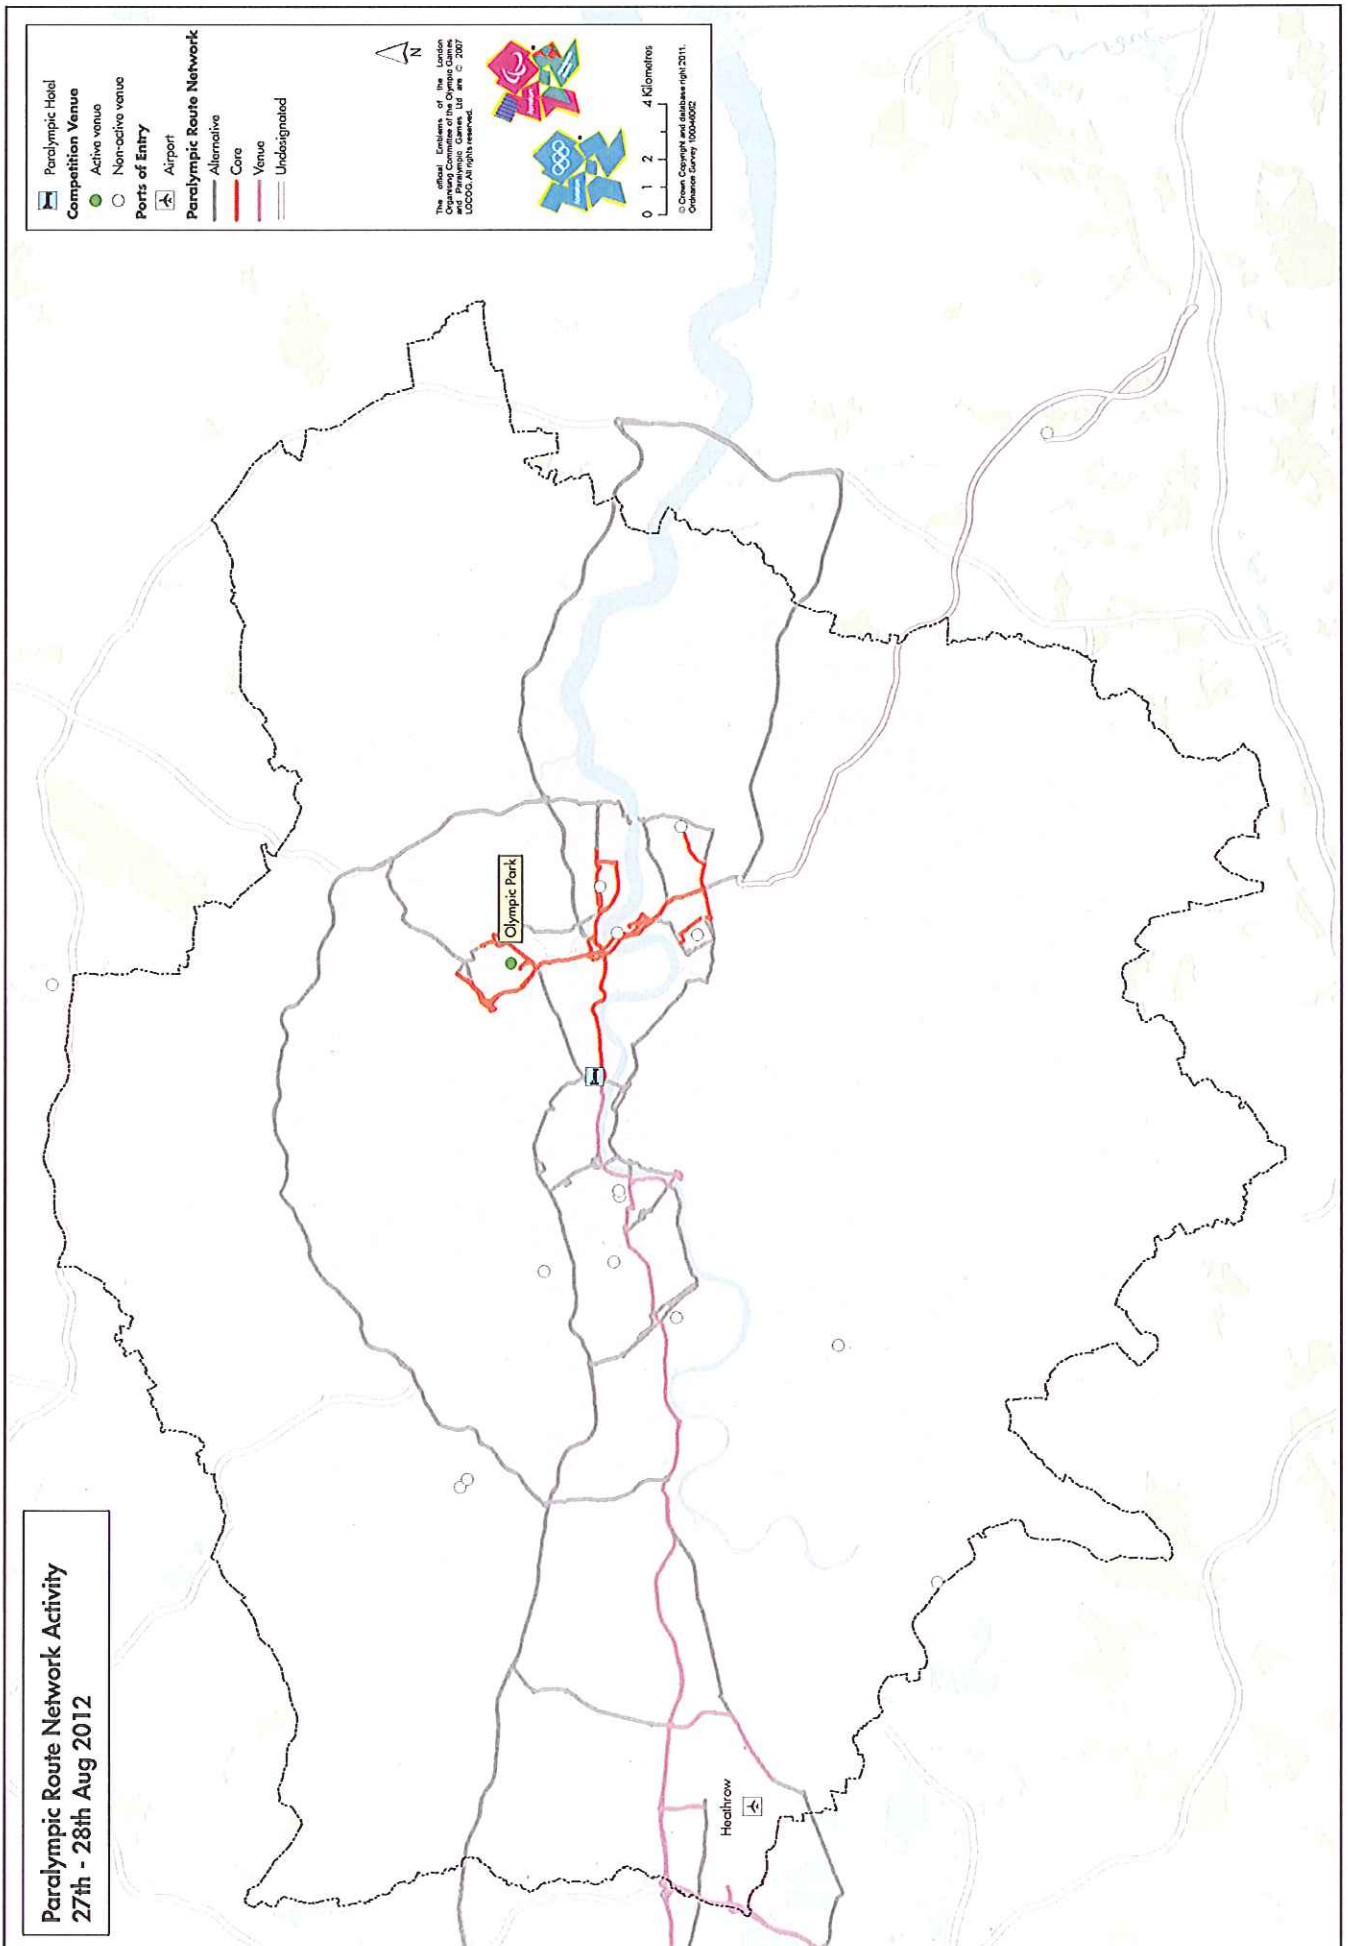 Paralympic Route Network Activity
27th - 28th Aug 2012
Olympic Park
Heathrow
Paralympic Hotel
Competition Venue
Active venue
Non-active venue
Ports of Entry
Airport
Paralympic Route Network
Alternative
Core
Venue
Undesignated
N
The official Emblems of the London
Organising Committee of the Olympic Games
and Paralympic Games Ltd are © 2007
LOCOG. All rights reserved.
0 1 2 4 Kilometres
© Crown Copyright and database right 2011.
Ordnance Survey 100046062